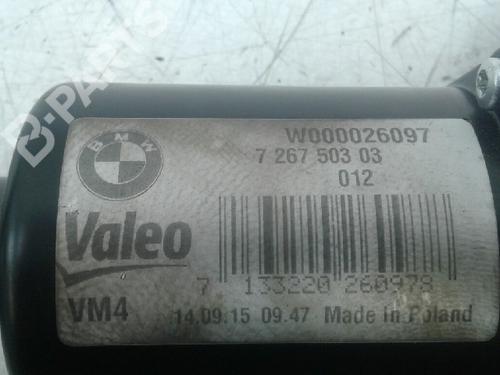 B-PARTS
BMW
W000026097
7 267 503 03
012
Valeo
7 133220 260978
VM4
14.09.15 09.47 Made in Poland